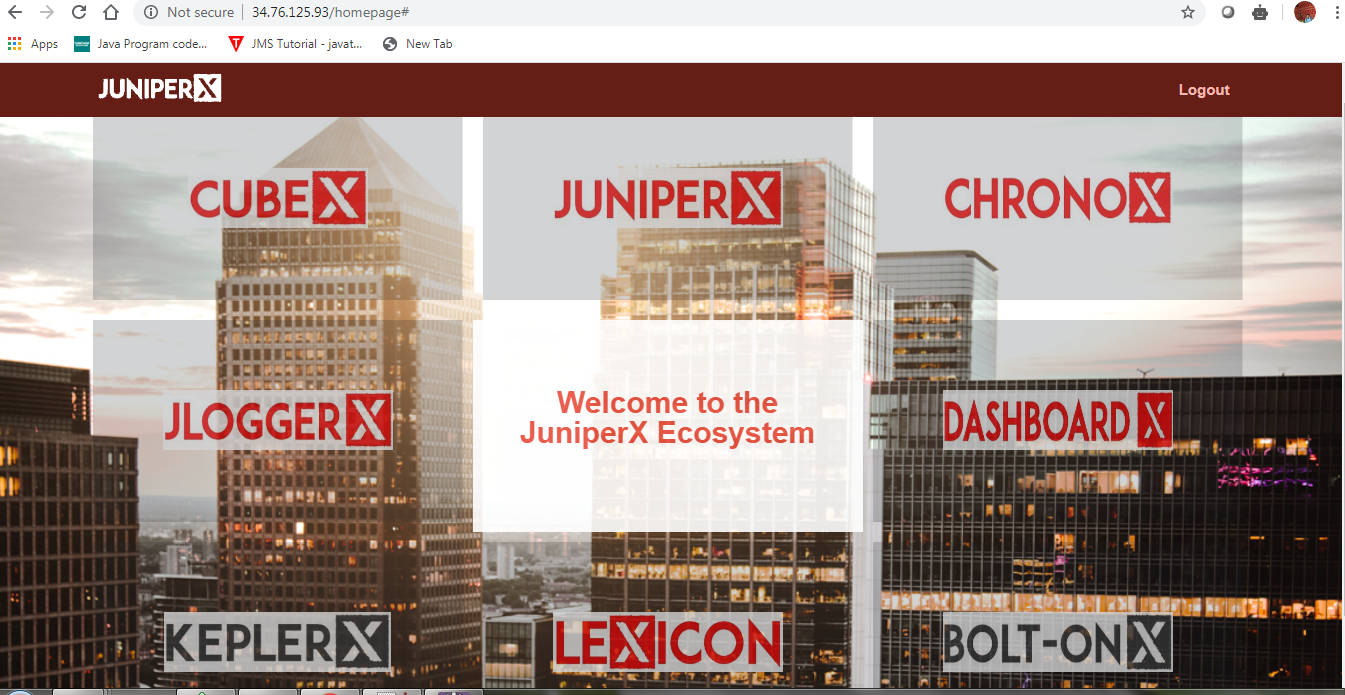 Not secure
34.76.125.93/homepage#
Apps
Java Program code...
JMS Tutorial - javat...
New Tab
JUNIPERX
Logout
CUBEX
JUNIPERX
CHRONOX
JLOGGERX
Welcome to the
JuniperX Ecosystem
DASHBOARD X
KEPLERX
LEXICON
BOLT-ONX